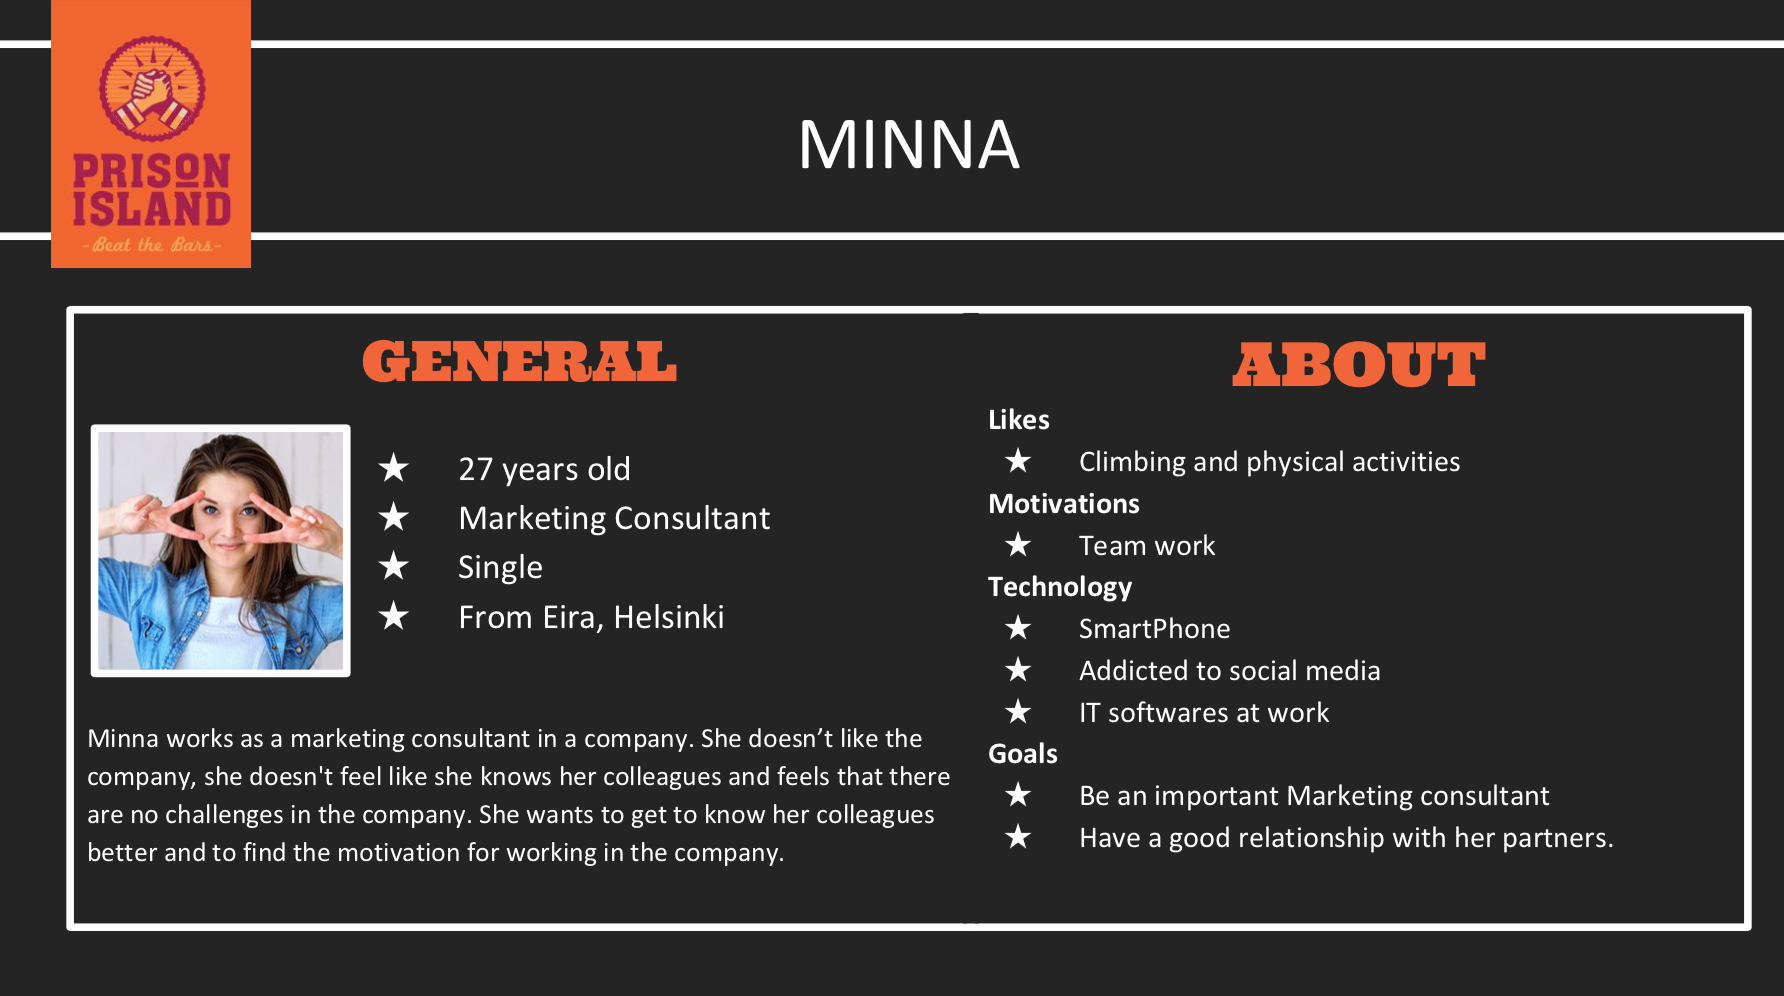 PRISON
ISLAND
-Beat the Bars-
MINNA
GENERAL
★ 27 years old
★ Marketing Consultant
★ Single
★ From Eira, Helsinki
Minna works as a marketing consultant in a company. She doesn’t like the
company, she doesn't feel like she knows her colleagues and feels that there
are no challenges in the company. She wants to get to know her colleagues
better and to find the motivation for working in the company.
ABOUT
Likes
★ Climbing and physical activities
Motivations
★ Team work
Technology
★ SmartPhone
★ Addicted to social media
★ IT softwares at work
Goals
★ Be an important Marketing consultant
★ Have a good relationship with her partners.